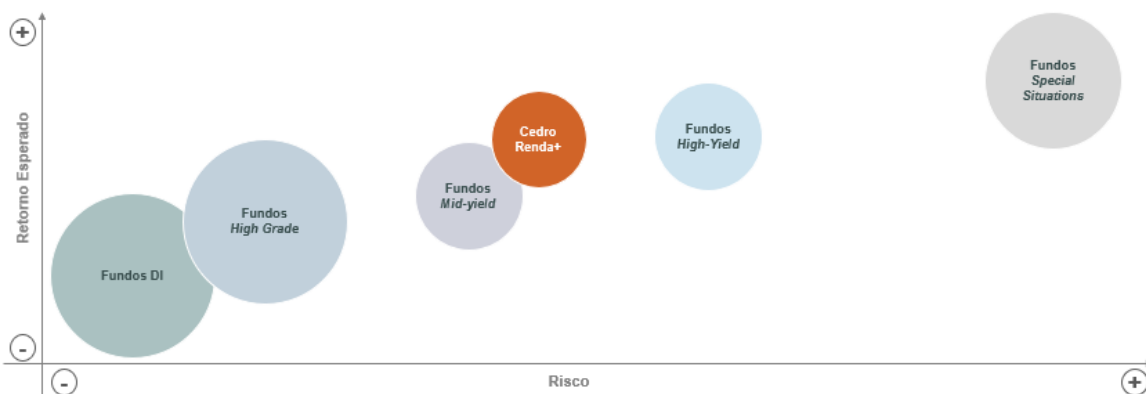 +
Retorno Esperado
-
Fundos DI
Fundos
High Grade
Fundos
Mid-yield
Cedro
Renda+
Fundos
High-Yield
Fundos
Special
Situations
-
Risco
+